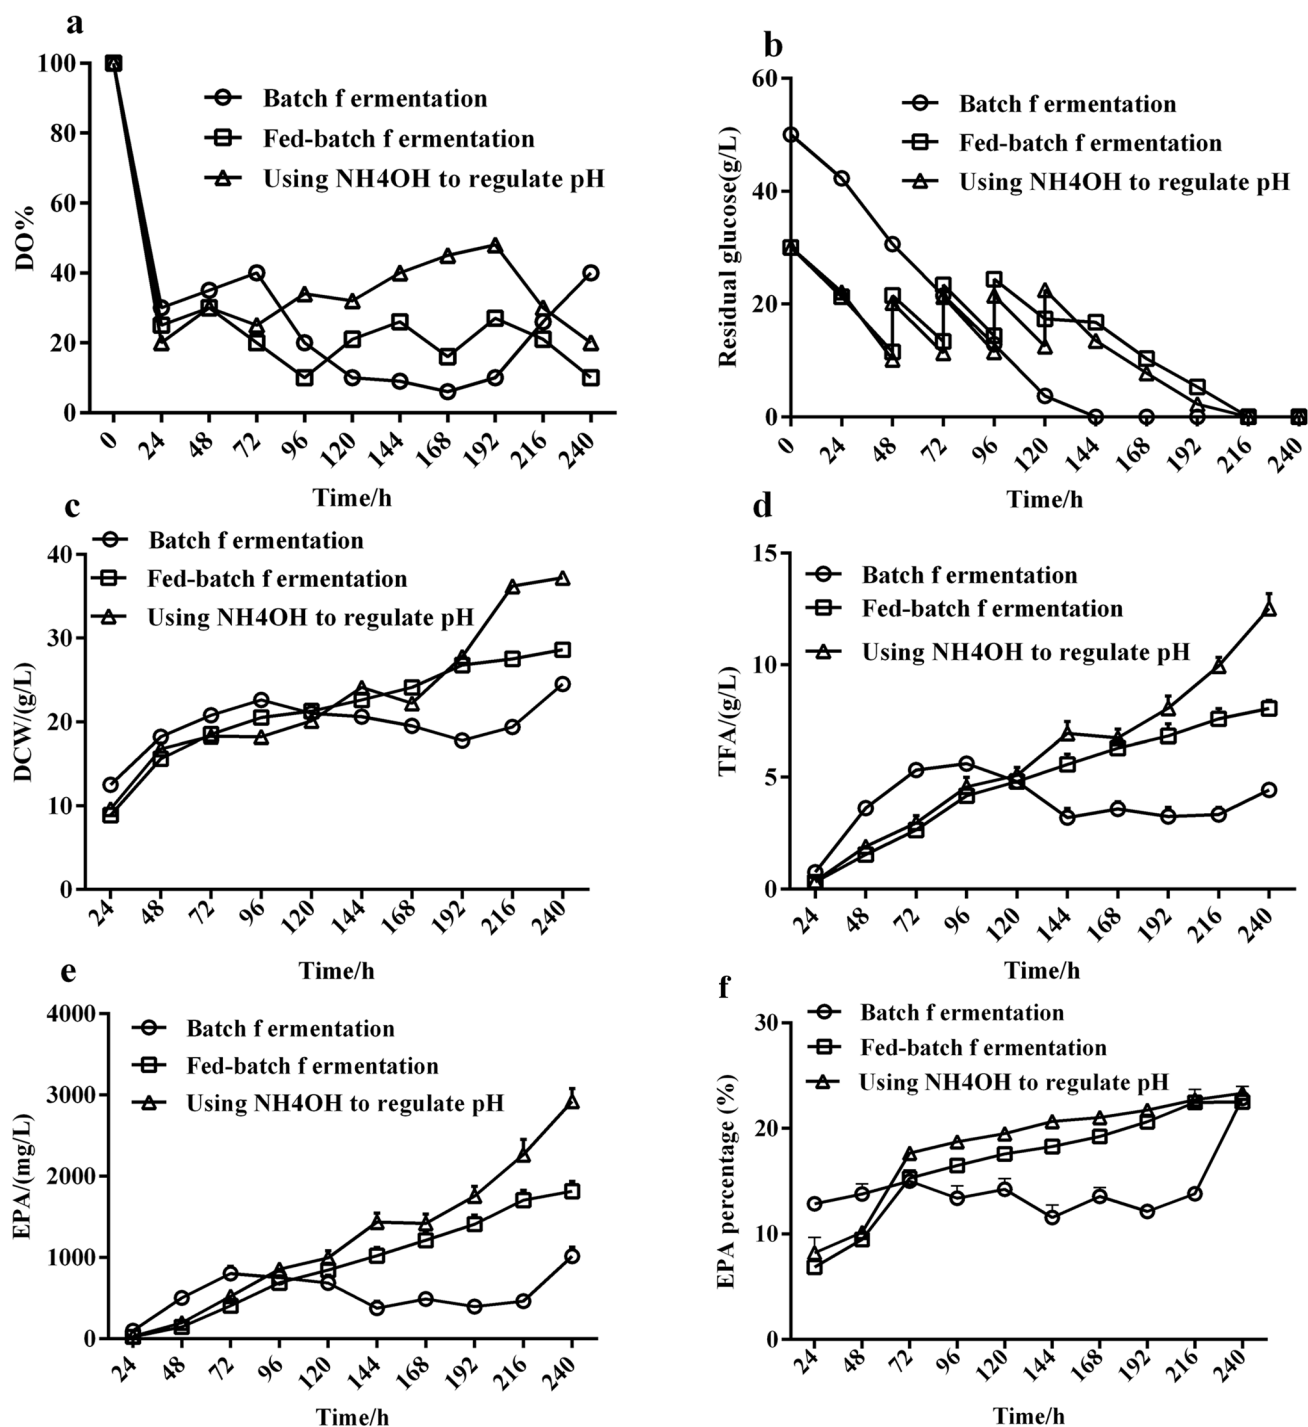 a
100
80
60
40
20
0
DO%
Batch f ermentation
Fed-batch f ermentation
Using NH4OH to regulate pH
0 24 48 72 96 120 144 168 192 216 240
Time/h
b
60
40
20
0
Residual glucose(g/L)
Batch f ermentation
Fed-batch f ermentation
Using NH4OH to regulate pH
0 24 48 72 96 120 144 168 192 216 240
Time/h
c
40
30
20
10
0
DCW/(g/L)
Batch f ermentation
Fed-batch f ermentation
Using NH4OH to regulate pH
24 48 72 96 120 144 168 192 216 240
Time/h
d
15
10
5
0
TFA/(g/L)
Batch f ermentation
Fed-batch f ermentation
Using NH4OH to regulate pH
24 48 72 96 120 144 168 192 216 240
Time/h
e
4000
3000
2000
1000
0
EPA/(mg/L)
Batch f ermentation
Fed-batch f ermentation
Using NH4OH to regulate pH
24 48 72 96 120 144 168 192 216 240
Time/h
f
30
20
10
0
EPA percentage (%)
Batch f ermentation
Fed-batch f ermentation
Using NH4OH to regulate pH
24 48 72 96 120 144 168 192 216 240
Time/h